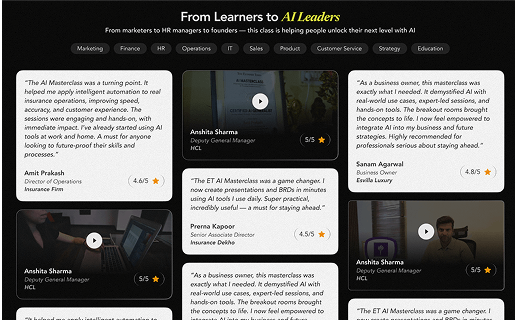 From Learners to AI Leaders
From marketers to HR managers to founders — this class is helping people unlock their next level with AI
Marketing
Finance
HR
Operations
IT
Sales
Product
Customer Service
Strategy
Education
"The AI Masterclass was a turning point. It
helped me apply intelligent automation to real
insurance operations, improving speed,
accuracy, and customer experience. The
sessions were engaging and hands-on, with
immediate impact. I've already started using AI
tools at work and home. A must for anyone
looking to future-proof their skills and
processes."
Amit Prakash
Director of Operations
Insurance Firm
4.6/5
Anshita Sharma
Deputy General Manager
HCL
5/5
"It helped me apply intelligent automation to
Anshita Sharma
Deputy General Manager
HCL
5/5
"The ET AI Masterclass was a game changer. I
now create presentations and BRDs in minutes
using AI tools I use daily. Super practical,
incredibly useful — a must for staying ahead."
Prerna Kapoor
Senior Associate Director
Insurance Dekho
4.5/5
"As a business owner, this masterclass was
exactly what I needed. It demystified AI with
real-world use cases, expert-led sessions, and
hands-on tools. The breakout rooms brought
the concepts to life. I now feel empowered to
integrate AI into my business and future
"As a business owner, this masterclass was
exactly what I needed. It demystified AI with
real-world use cases, expert-led sessions, and
hands-on tools. The breakout rooms brought
the concepts to life. I now feel empowered to
integrate AI into my business and future
strategies. Highly recommended for
professionals serious about staying ahead."
Sanam Agarwal
Business Owner
Esvilla Luxury
4.8/5
Anshita Sharma
Deputy General Manager
HCL
5/5
"The ET AI Masterclass was a game changer. I
now create presentations and BRDs in minutes